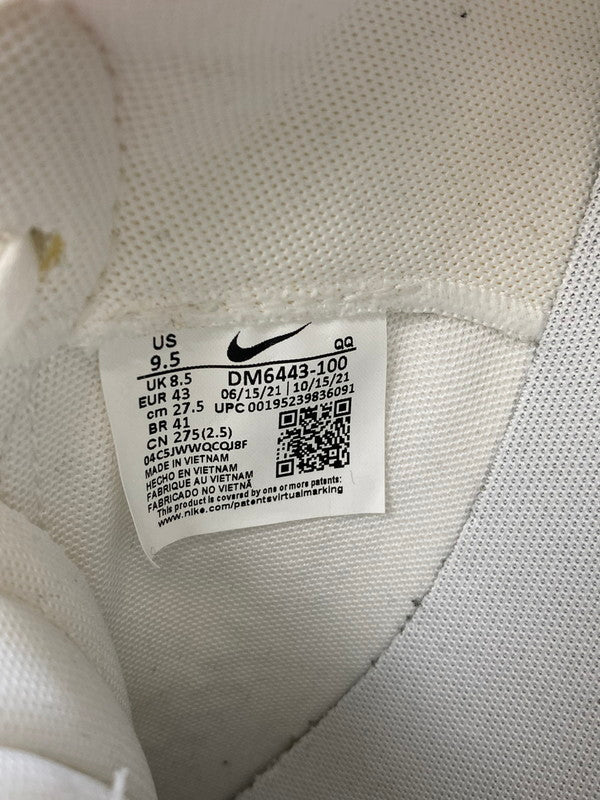 US
9.5
QQ
UK 8.5
DM6443-100
EUR 43
06/15/21 | 10/15/21
cm 27.5
UPC 00195239836091
BR 41
CN 275(2.5)
04C5JWWQCQJ8F
MADE IN VIETNAM
HECHO EN VIETNAM
FABRIQUE AU VIETNAM
FABRICADO NO VIETNÃ
This product is covered by one or more patents:
www.nike.com/patentsvirtualmarking